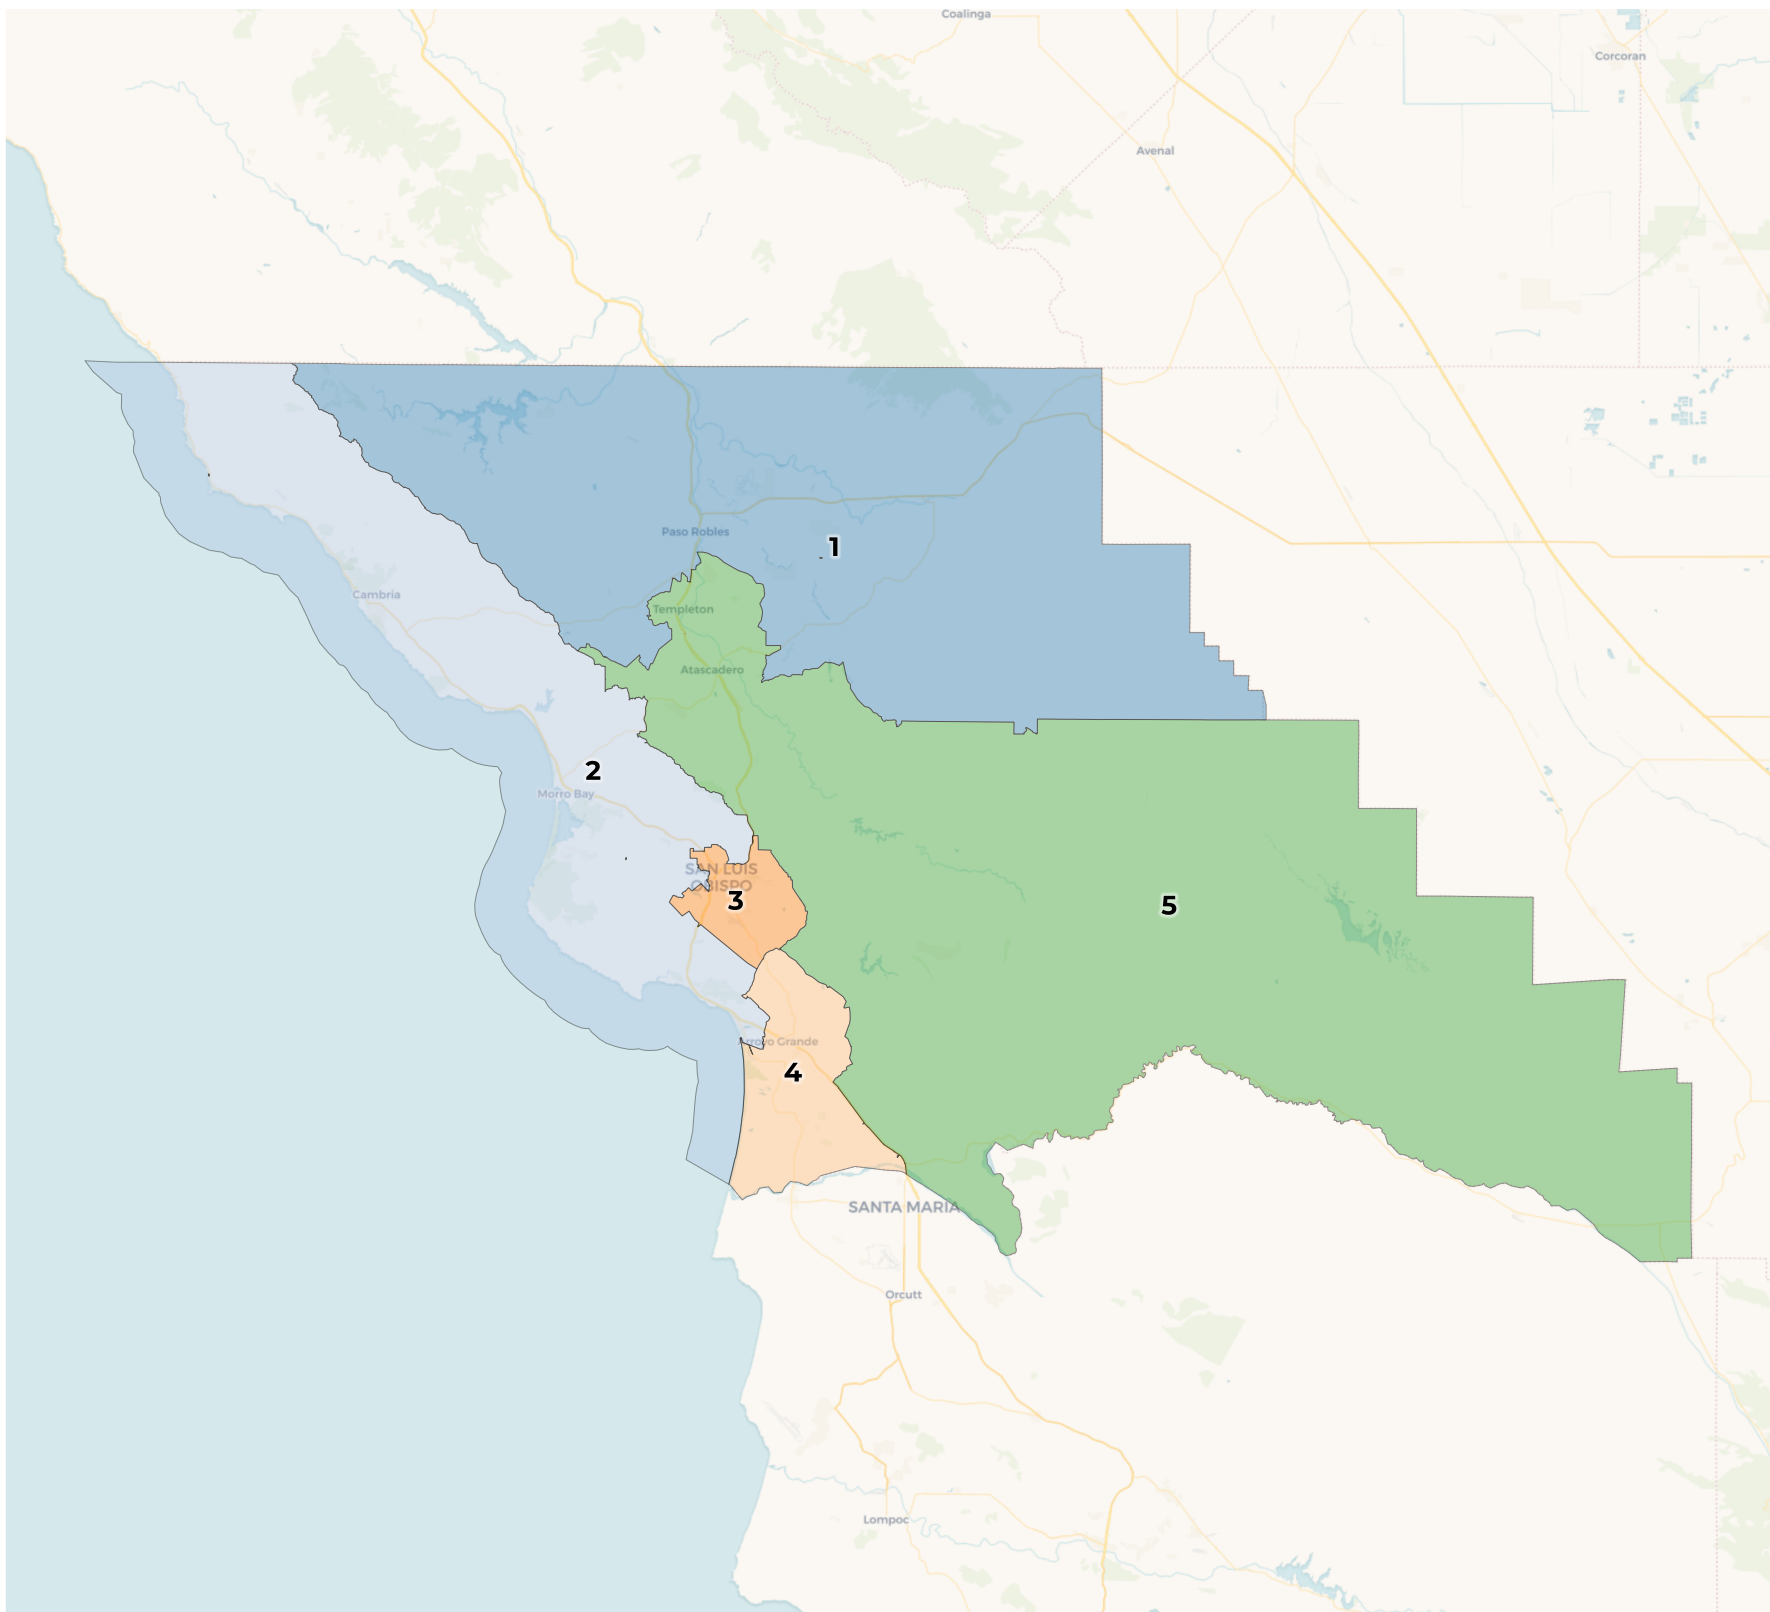 Coalinga
Corcoran
Avenal
Paso Robles
1
Cambria
Templeton
Atascadero
2
Morro Bay
SAN LUIS
OBISPO
3
5
Arroyo Grande
4
SANTA MARIA
Orcutt
Lompoc